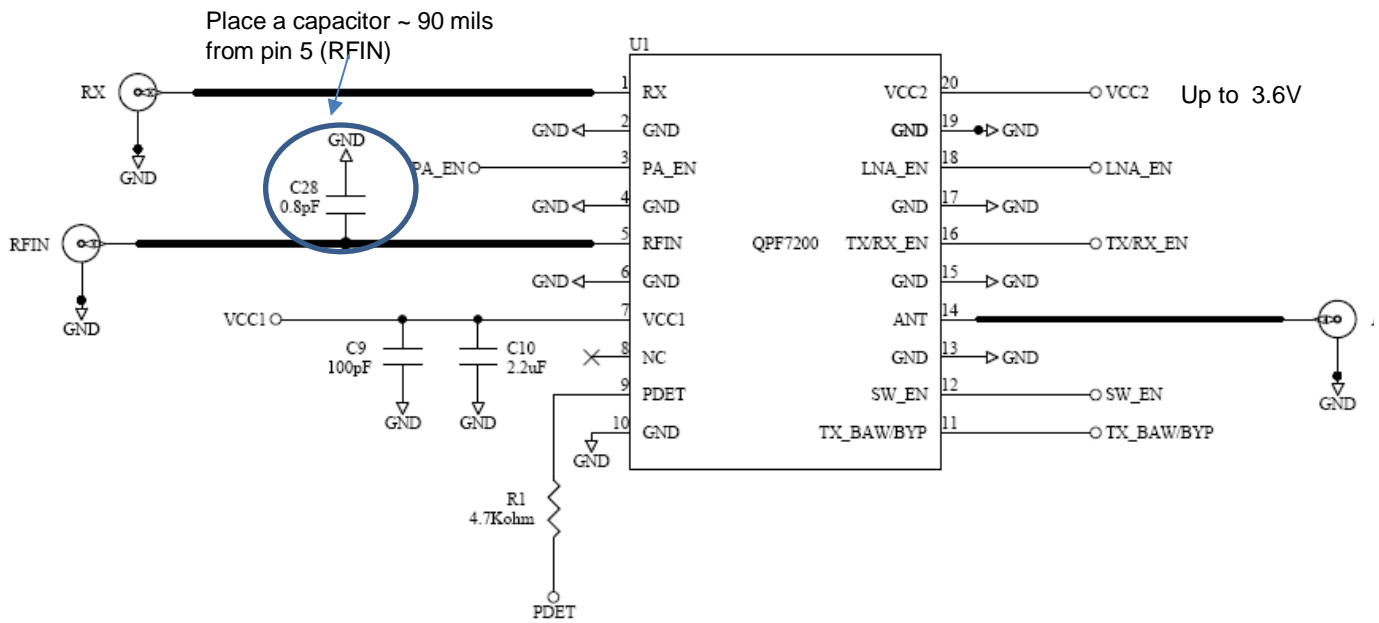 Place a capacitor ~ 90 mils
from pin 5 (RFIN)
U1
RX
1
RX
VCC2
20
VCC2
Up to 3.6V
GND
GND
2
GND
GND
19
GND
GND
PA_EN
3
PA_EN
LNA_EN
18
LNA_EN
C28
0.8pF
GND
4
GND
GND
17
GND
RFIN
5
RFIN
QPF7200
TX/RX_EN
16
TX/RX_EN
GND
6
GND
GND
15
GND
GND
VCC1
7
VCC1
ANT
14
A
C9
100pF
C10
2.2uF
8
NC
GND
13
GND
9
PDET
SW_EN
12
SW_EN
GND
GND
GND
GND
10
GND
TX_BAW/BYP
11
TX_BAW/BYP
R1
4.7Kohm
PDET